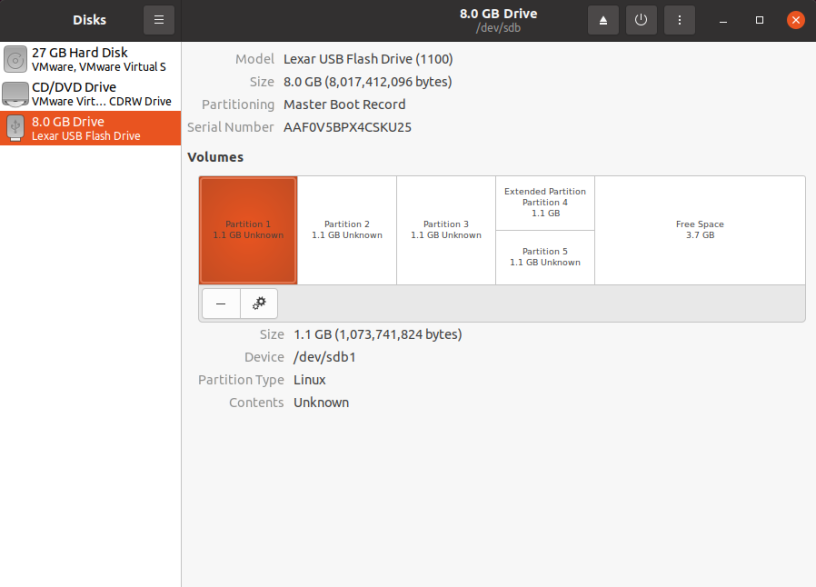 Disks
8.0 GB Drive
/dev/sdb
27 GB Hard Disk
VMware, VMware Virtual S
CD/DVD Drive
VMware Virt... CDRW Drive
8.0 GB Drive
Lexar USB Flash Drive
Model Lexar USB Flash Drive (1100)
Size 8.0 GB (8,017,412,096 bytes)
Partitioning Master Boot Record
Serial Number AAF0V5BPX4CSKU25
Volumes
Partition 1
1.1 GB Unknown
Partition 2
1.1 GB Unknown
Partition 3
1.1 GB Unknown
Extended Partition
Partition 4
1.1 GB
Partition 5
1.1 GB Unknown
Free Space
3.7 GB
Size 1.1 GB (1,073,741,824 bytes)
Device /dev/sdb1
Partition Type Linux
Contents Unknown